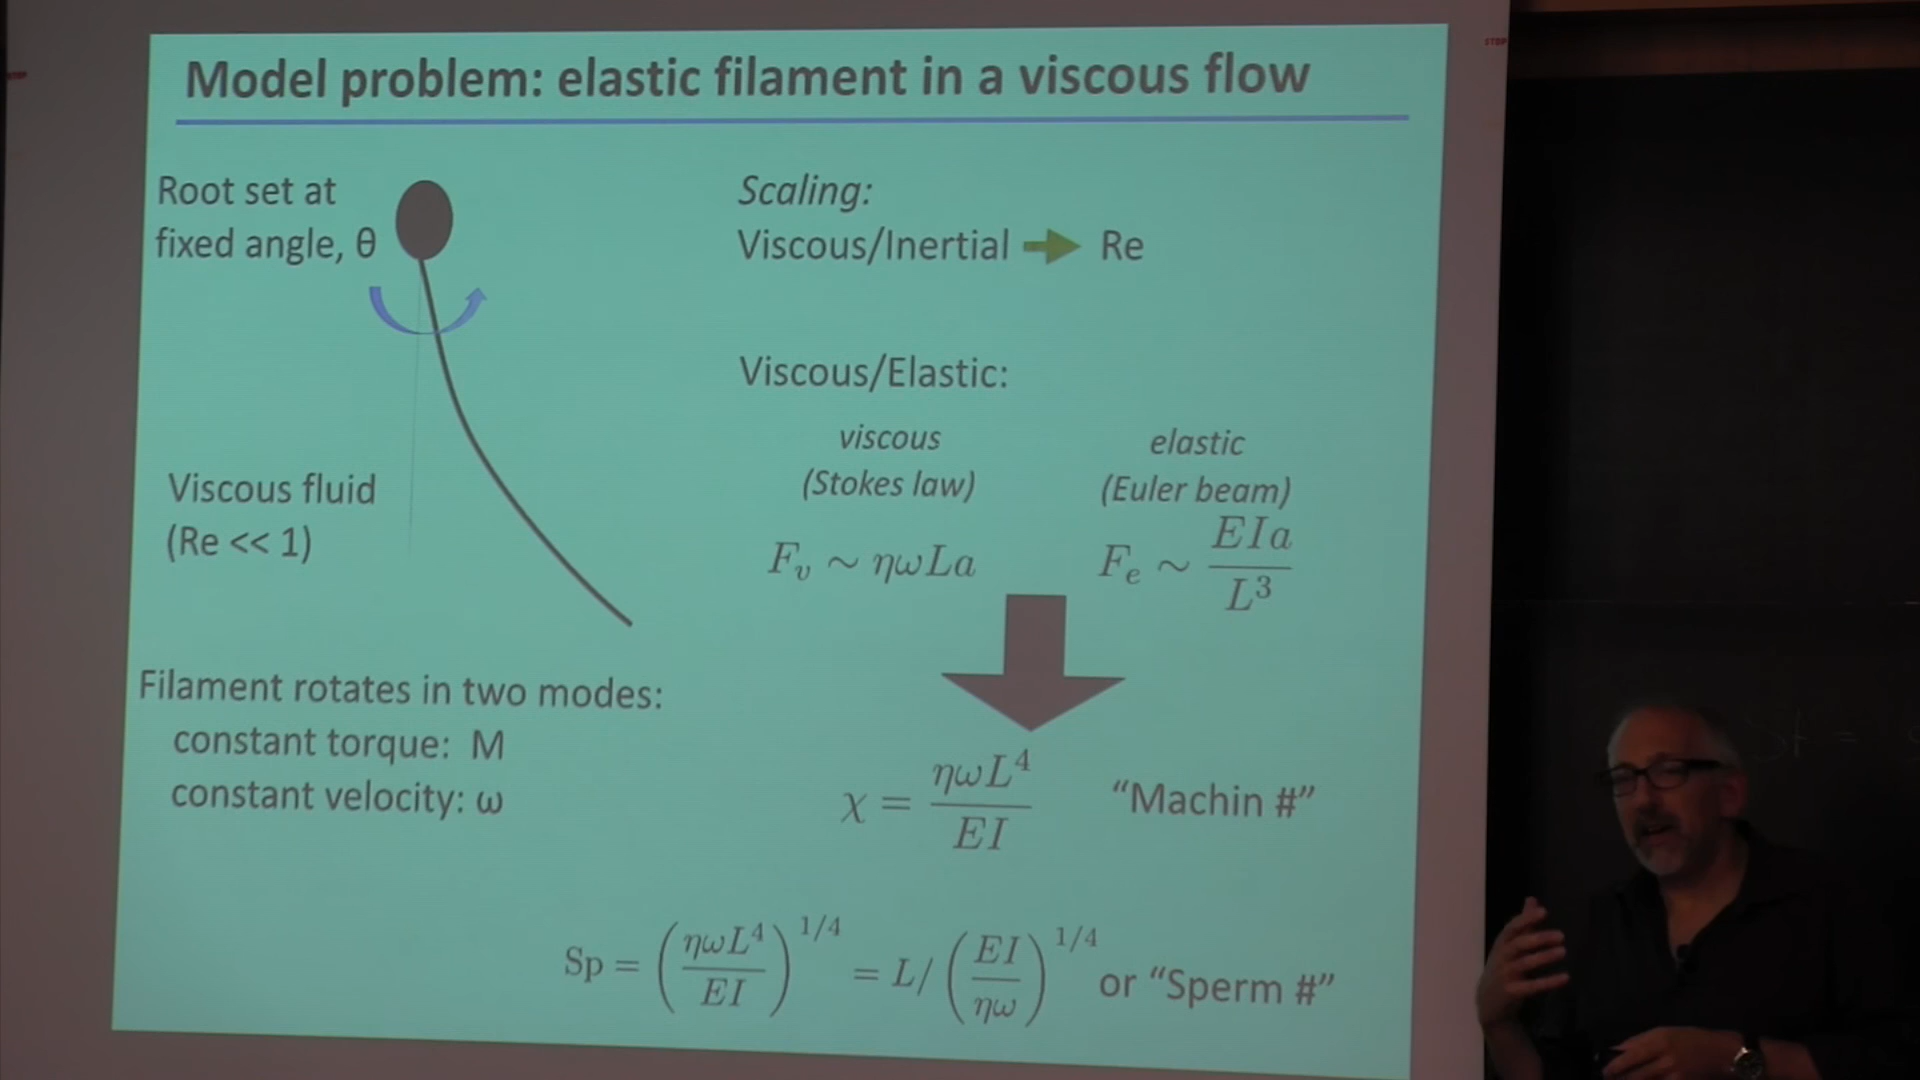 STOP
STOP
Model problem: elastic filament in a viscous flow
Root set at
fixed angle, θ
Viscous fluid
(Re << 1)
Filament rotates in two modes:
constant torque: M
constant velocity: ω
Scaling:
Viscous/Inertial Re
Viscous/Elastic:
viscous
(Stokes law)
F_v ~ ηωLa
elastic
(Euler beam)
F_e ~ EIa / L^3
χ = ηωL^4 / EI "Machin #"
Sp = (ηωL^4 / EI)^1/4 = L/(EI / ηω)^1/4 or "Sperm #"